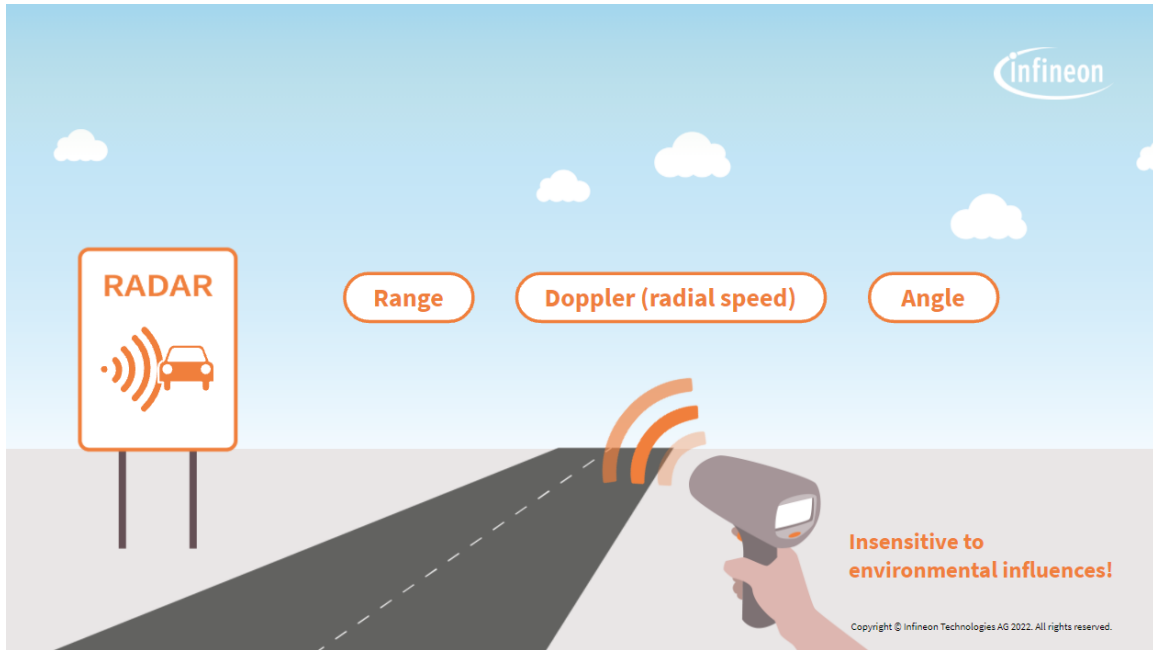 infineon
RADAR
Range
Doppler (radial speed)
Angle
Insensitive to
environmental influences!
Copyright © Infineon Technologies AG 2022. All rights reserved.